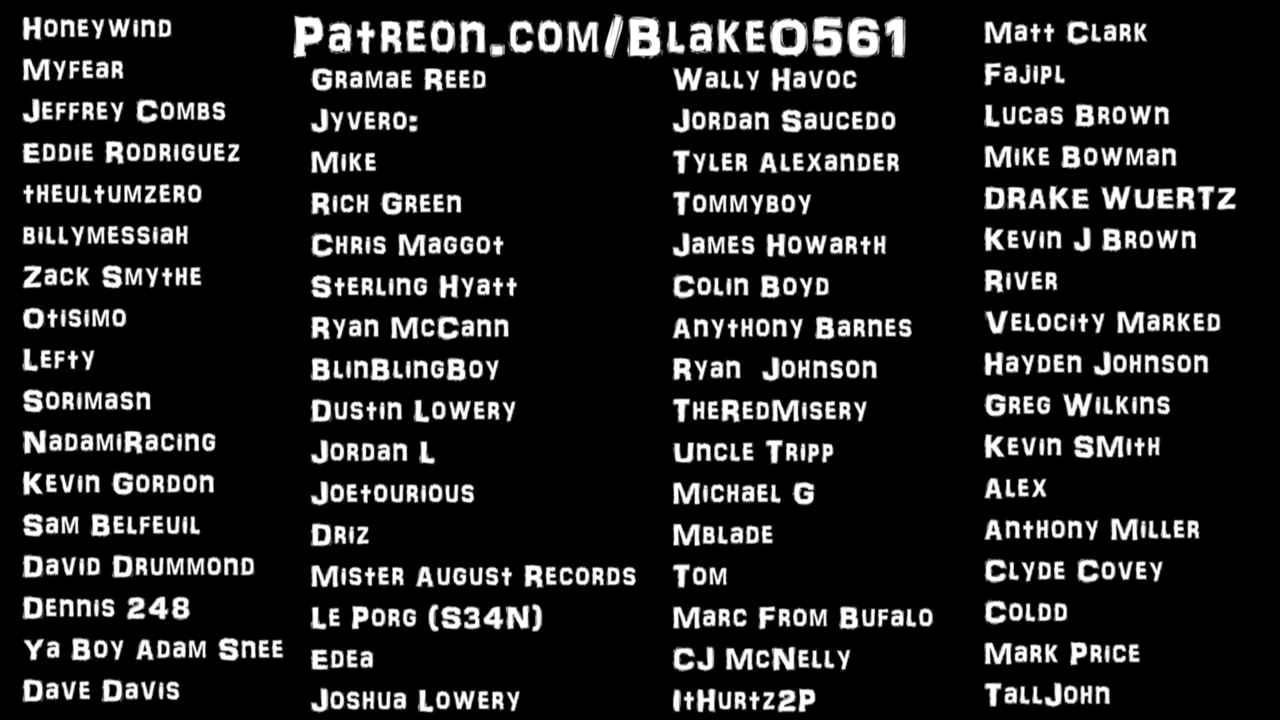 Patreon.com/Blake0561
Honeywind
Myfear
Jeffrey Combs
Eddie Rodriguez
theultumzero
billymessiah
Zack Smythe
Otisimo
Lefty
Sorimasn
NadamiRacing
Kevin Gordon
Sam Belfeuil
David Drummond
Dennis 248
Ya Boy Adam Snee
Dave Davis
Gramae Reed
Jyvero:
Mike
Rich Green
Chris Maggot
Sterling Hyatt
Ryan McCann
BlinBlingBoy
Dustin Lowery
Jordan L
Joetourious
Driz
Mister August Records
Le Porg (S34N)
Edea
Joshua Lowery
Wally Havoc
Jordan Saucedo
Tyler Alexander
Tommyboy
James Howarth
Colin Boyd
Anythony Barnes
Ryan  Johnson
TheRedMisery
Uncle Tripp
Michael G
Mblade
Tom
Marc From Bufalo
CJ McNelly
ItHurtz2P
Matt Clark
Fajipl
Lucas Brown
Mike Bowman
DRAKE WUERTZ
Kevin J Brown
River
Velocity Marked
Hayden Johnson
Greg Wilkins
Kevin SMith
Alex
Anthony Miller
Clyde Covey
Coldd
Mark Price
TallJohn